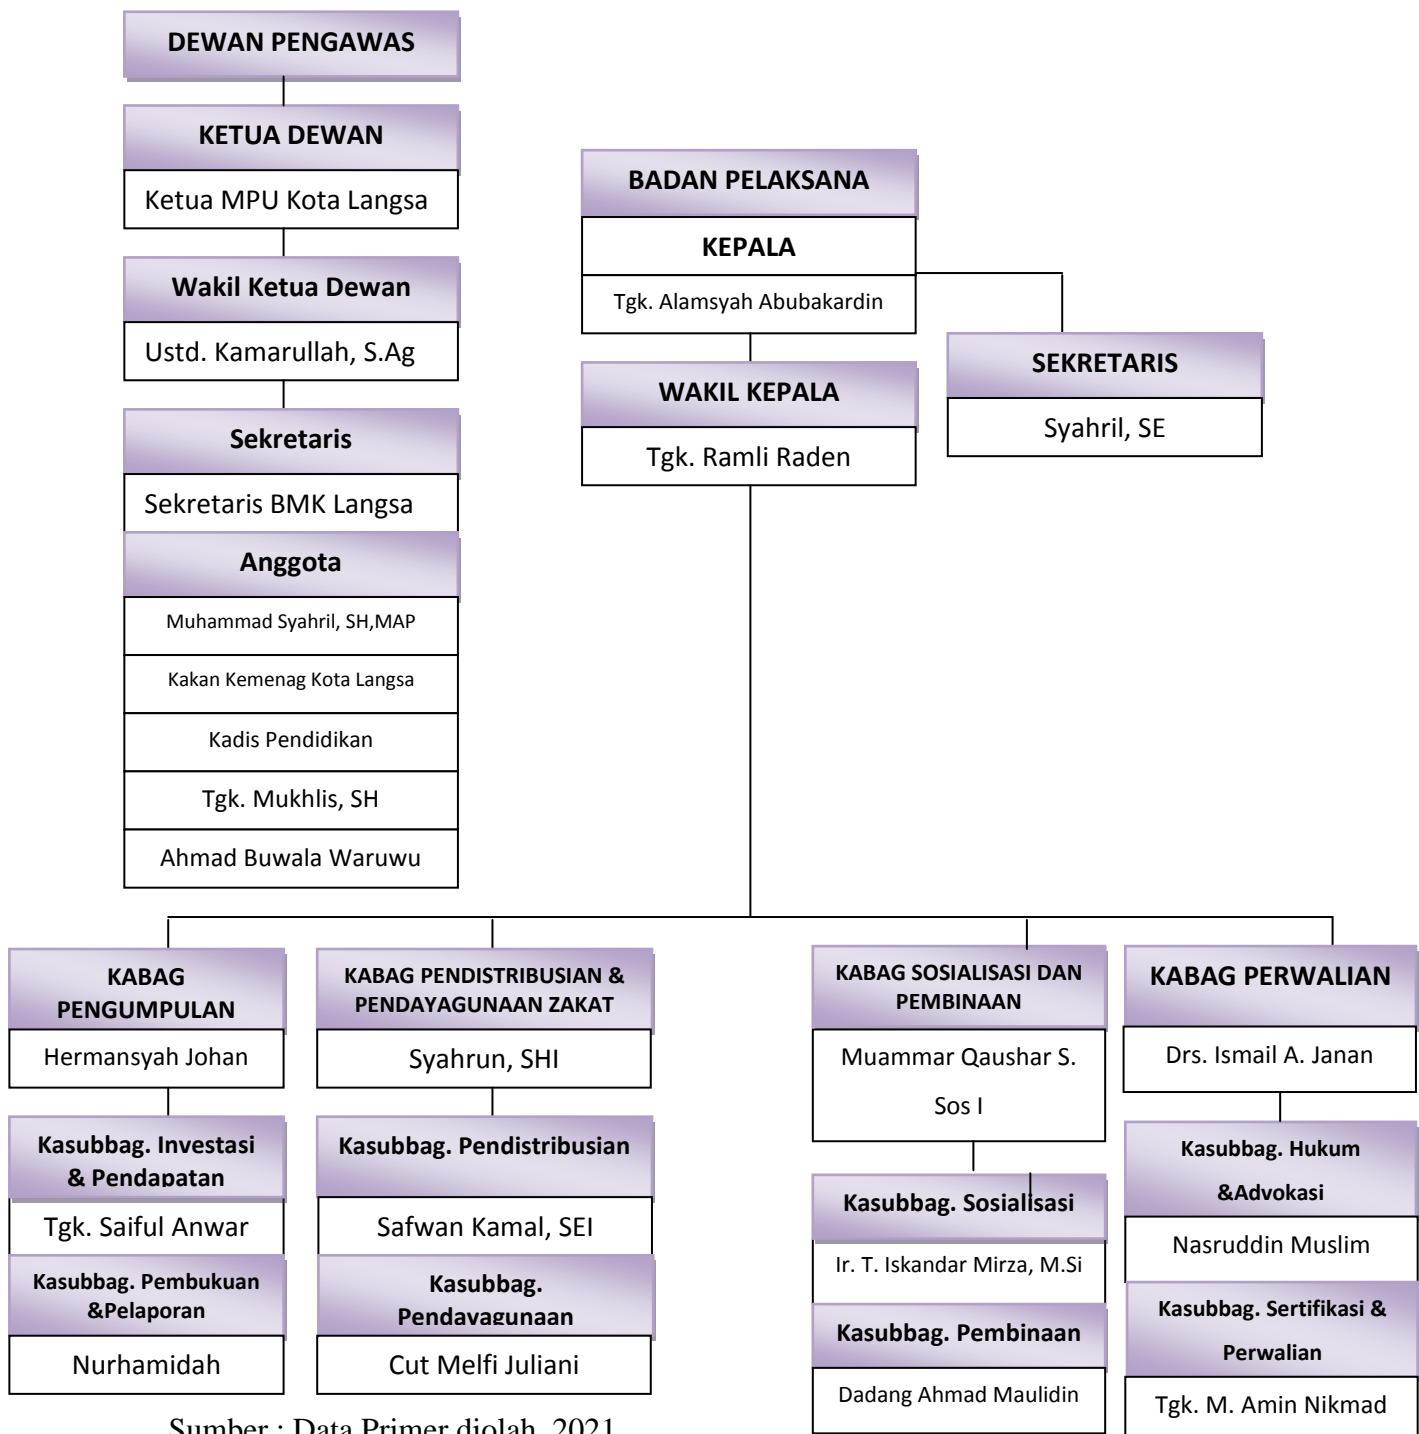 DEWAN PENGAWAS
KETUA DEWAN
Ketua MPU Kota Langsa
Wakil Ketua Dewan
Ustd. Kamarullah, S.Ag
Sekretaris
Sekretaris BMK Langsa
Anggota
Muhammad Syahril, SH,MAP
Kakan Kemenag Kota Langsa
Kadis Pendidikan
Tgk. Mukhlis, SH
Ahmad Buwala Waruwu
BADAN PELAKSANA
KEPALA
Tgk. Alamsyah Abubakardin
WAKIL KEPALA
Tgk. Ramli Raden
SEKRETARIS
Syahril, SE
KABAG
PENGUMPULAN
Hermansyah Johan
Kasubbag. Investasi
& Pendapatan
Tgk. Saiful Anwar
Kasubbag. Pembukuan
&Pelaporan
Nurhamidah
KABAG PENDISTRIBUSIAN &
PENDAYAGUNAAN ZAKAT
Syahrun, SHI
Kasubbag. Pendistribusian
Safwan Kamal, SEI
Kasubbag.
Pendayagunaan
Cut Melfi Juliani
KABAG SOSIALISASI DAN
PEMBINAAN
Muammar Qaushar S.
Sos I
Kasubbag. Sosialisasi
Ir. T. Iskandar Mirza, M.Si
Kasubbag. Pembinaan
Dadang Ahmad Maulidin
KABAG PERWALIAN
Drs. Ismail A. Janan
Kasubbag. Hukum
&Advokasi
Nasruddin Muslim
Kasubbag. Sertifikasi &
Perwalian
Tgk. M. Amin Nikmad
Sumber : Data Primer diolah, 2021